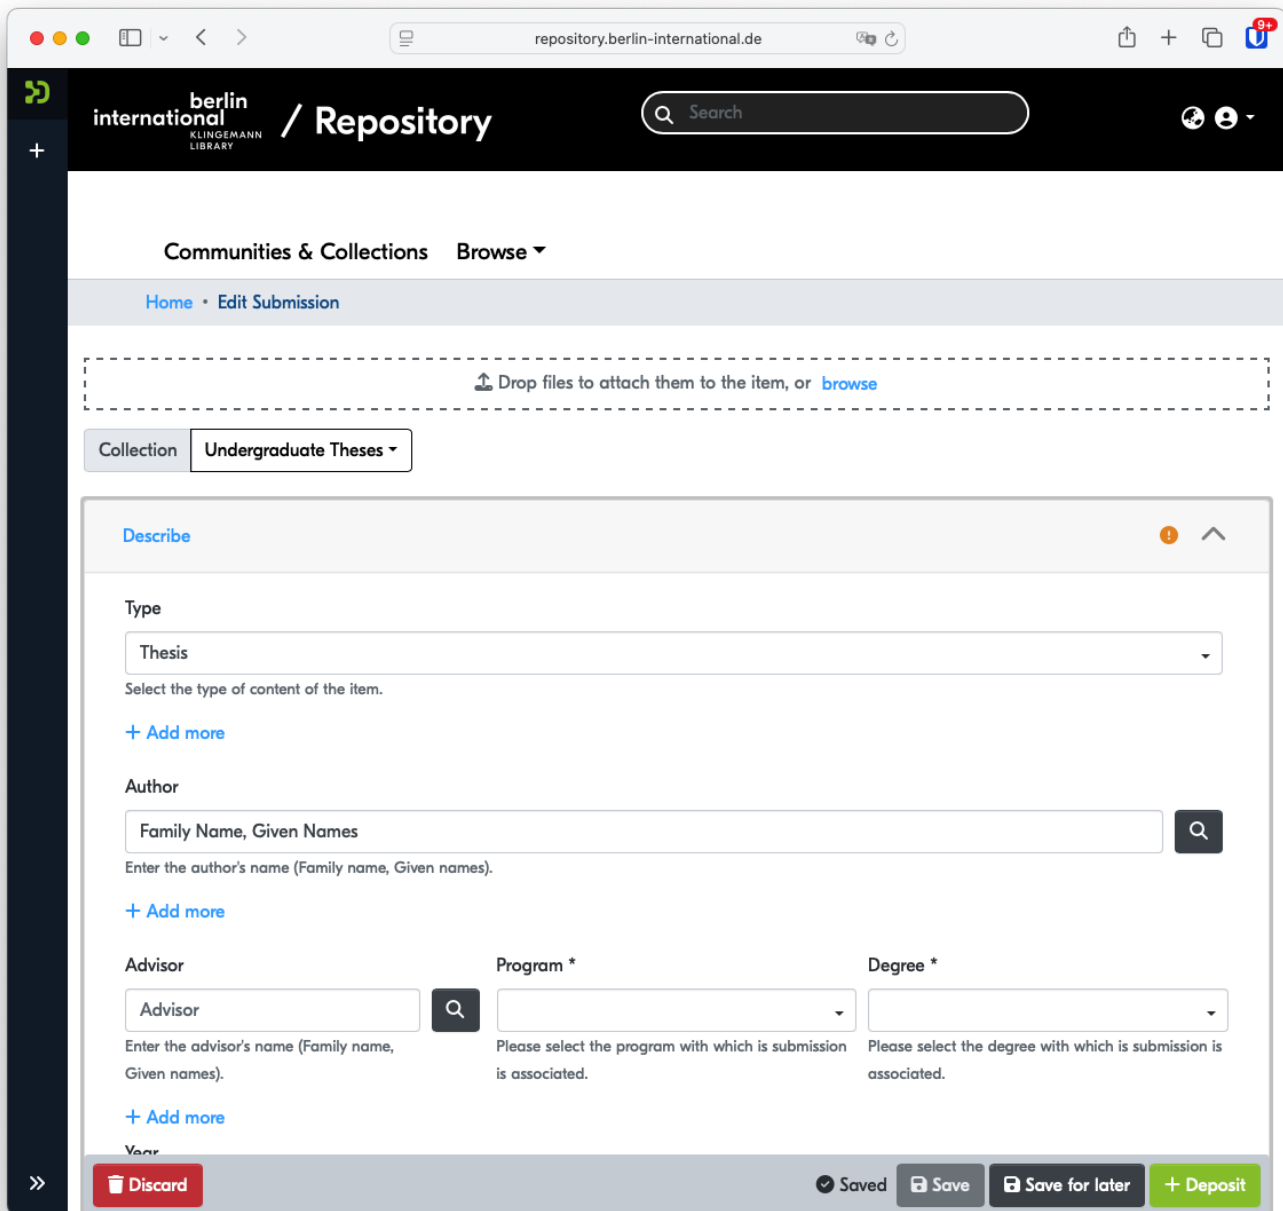 repository.berlin-international.de
9+
berlin
international
KLINGEMANN
LIBRARY
/ Repository
Search
Communities & Collections Browse
Home • Edit Submission
Drop files to attach them to the item, or browse
Collection Undergraduate Theses
Describe
Type
Thesis
Select the type of content of the item.
+ Add more
Author
Family Name, Given Names
Enter the author's name (Family name, Given names).
+ Add more
Advisor Program * Degree *
Advisor
Enter the advisor's name (Family name, Please select the program with which is submission Please select the degree with which is submission is
Given names). is associated. associated.
+ Add more
Year
Discard Saved Save Save for later + Deposit